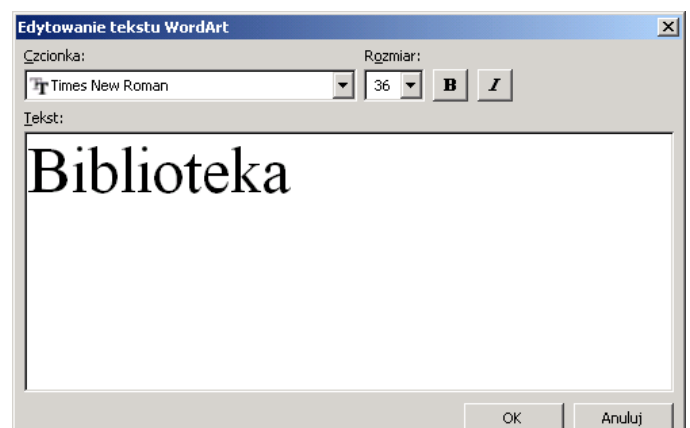 Edytowanie tekstu WordArt
Czcionka: Rozmiar:
Times New Roman 36 B I
Tekst:
Biblioteka
OK Anuluj